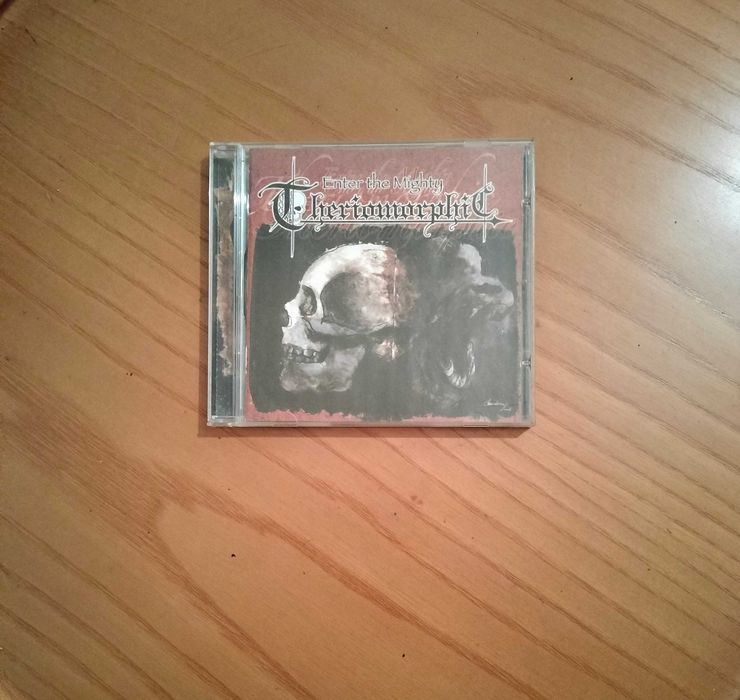 Enter the Mighty
Theriomorphic